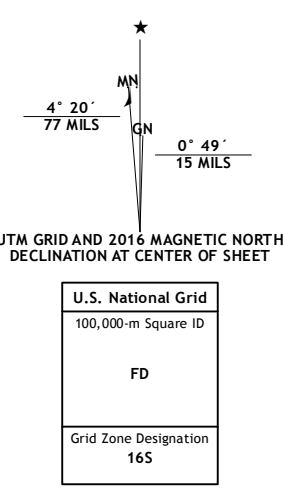 MN
GN
4° 20´
77 MILS
0° 49´
15 MILS
UTM GRID AND 2016 MAGNETIC NORTH
DECLINATION AT CENTER OF SHEET
U.S. National Grid
100,000-m Square ID
FD
Grid Zone Designation
16S